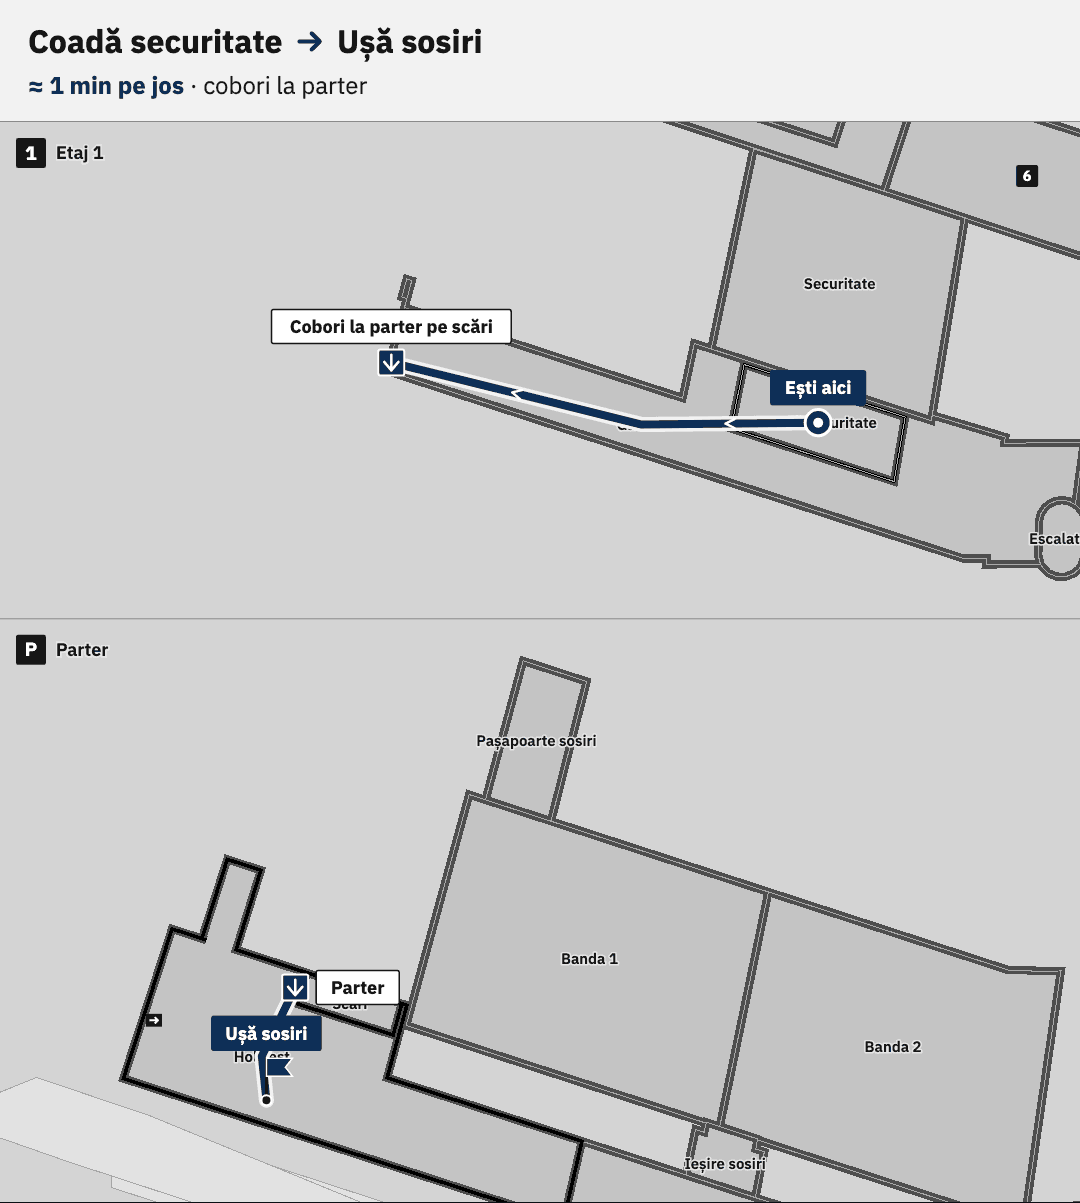 Coadă securitate → Ușă sosiri
≈ 1 min pe jos · cobori la parter
1 Etaj 1
6
Securitate
Cobori la parter pe scări
Ești aici
Escalat
P Parter
Pașapoarte sosiri
Banda 1
Parter
Ușă sosiri
Banda 2
Ieșire sosiri